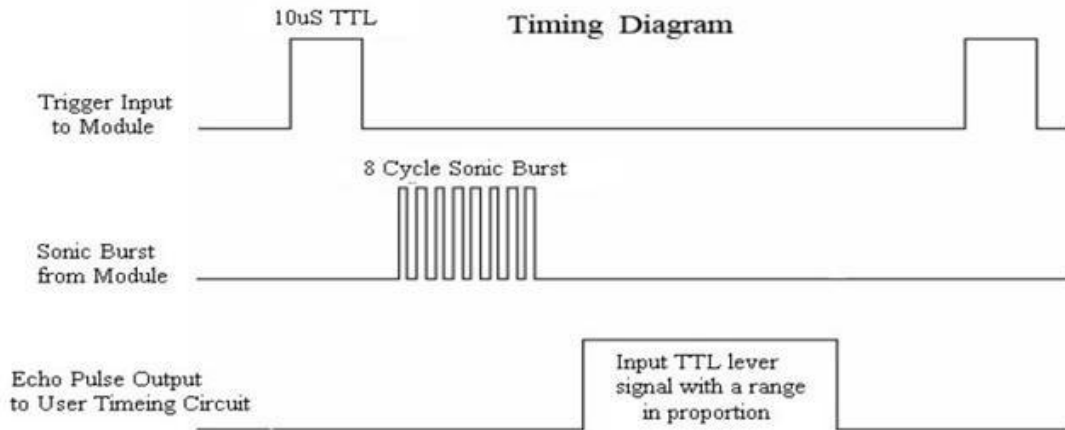 10uS TTL
Timing Diagram
Trigger Input
to Module
8 Cycle Sonic Burst
Sonic Burst
from Module
Echo Pulse Output
to User Timeing Circuit
Input TTL lever
signal with a range
in proportion